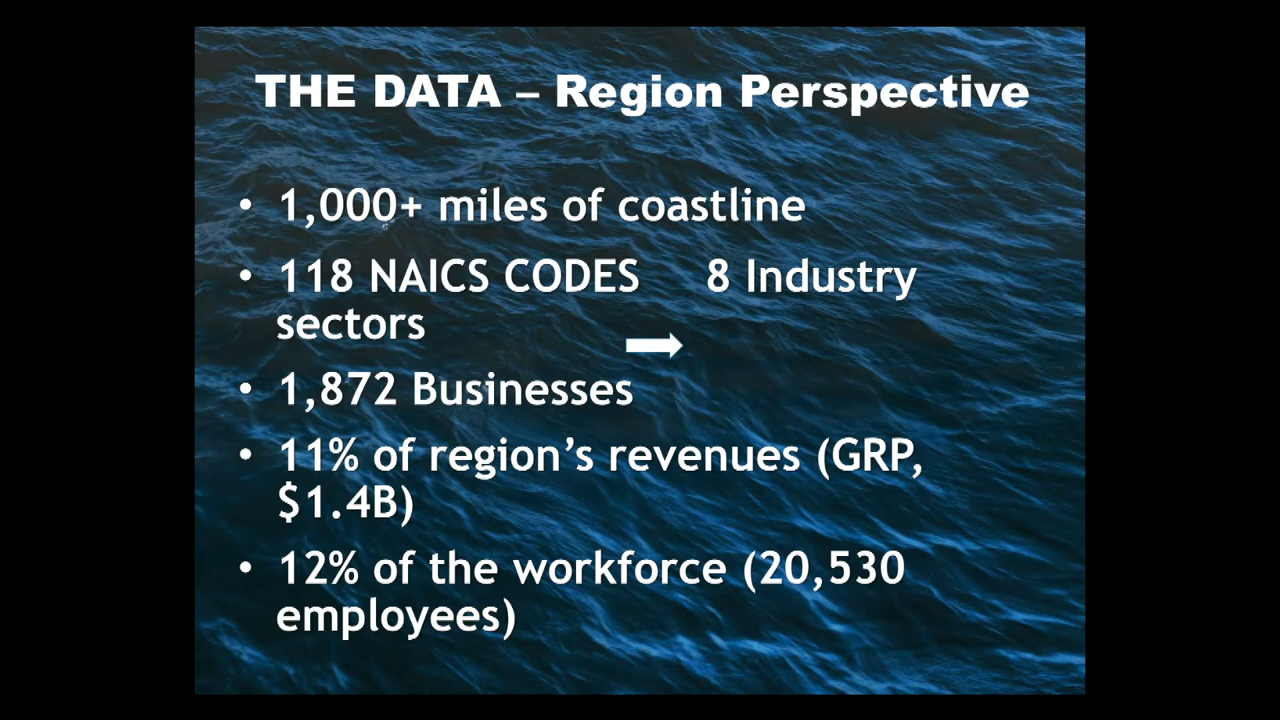 THE DATA – Region Perspective
• 1,000+ miles of coastline
• 118 NAICS CODES 8 Industry
sectors
• 1,872 Businesses
• 11% of region’s revenues (GRP,
$1.4B)
• 12% of the workforce (20,530
employees)